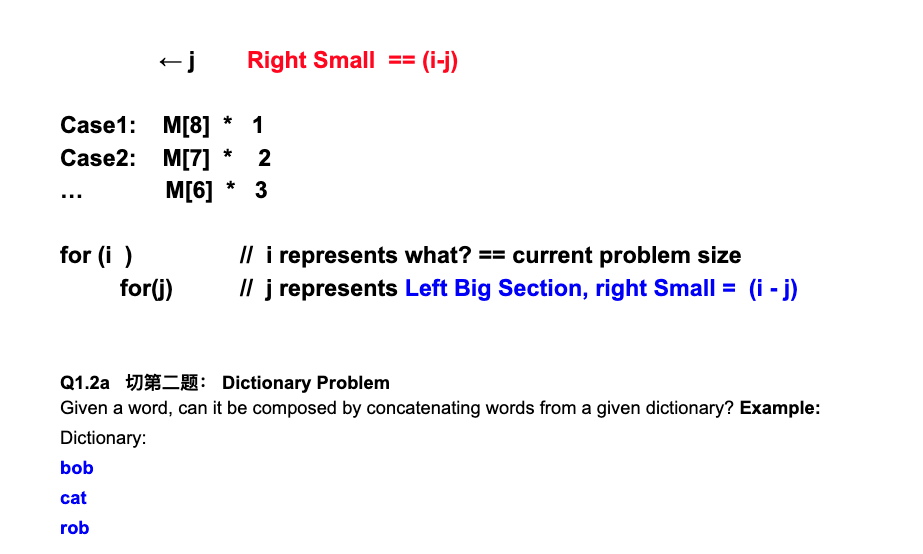 ← j Right Small == (i-j)
Case1: M[8] * 1
Case2: M[7] * 2
… M[6] * 3
for (i ) // i represents what? == current problem size
for(j) // j represents Left Big Section, right Small = (i - j)
Q1.2a 切第二题： Dictionary Problem
Given a word, can it be composed by concatenating words from a given dictionary? Example:
Dictionary:
bob
cat
rob